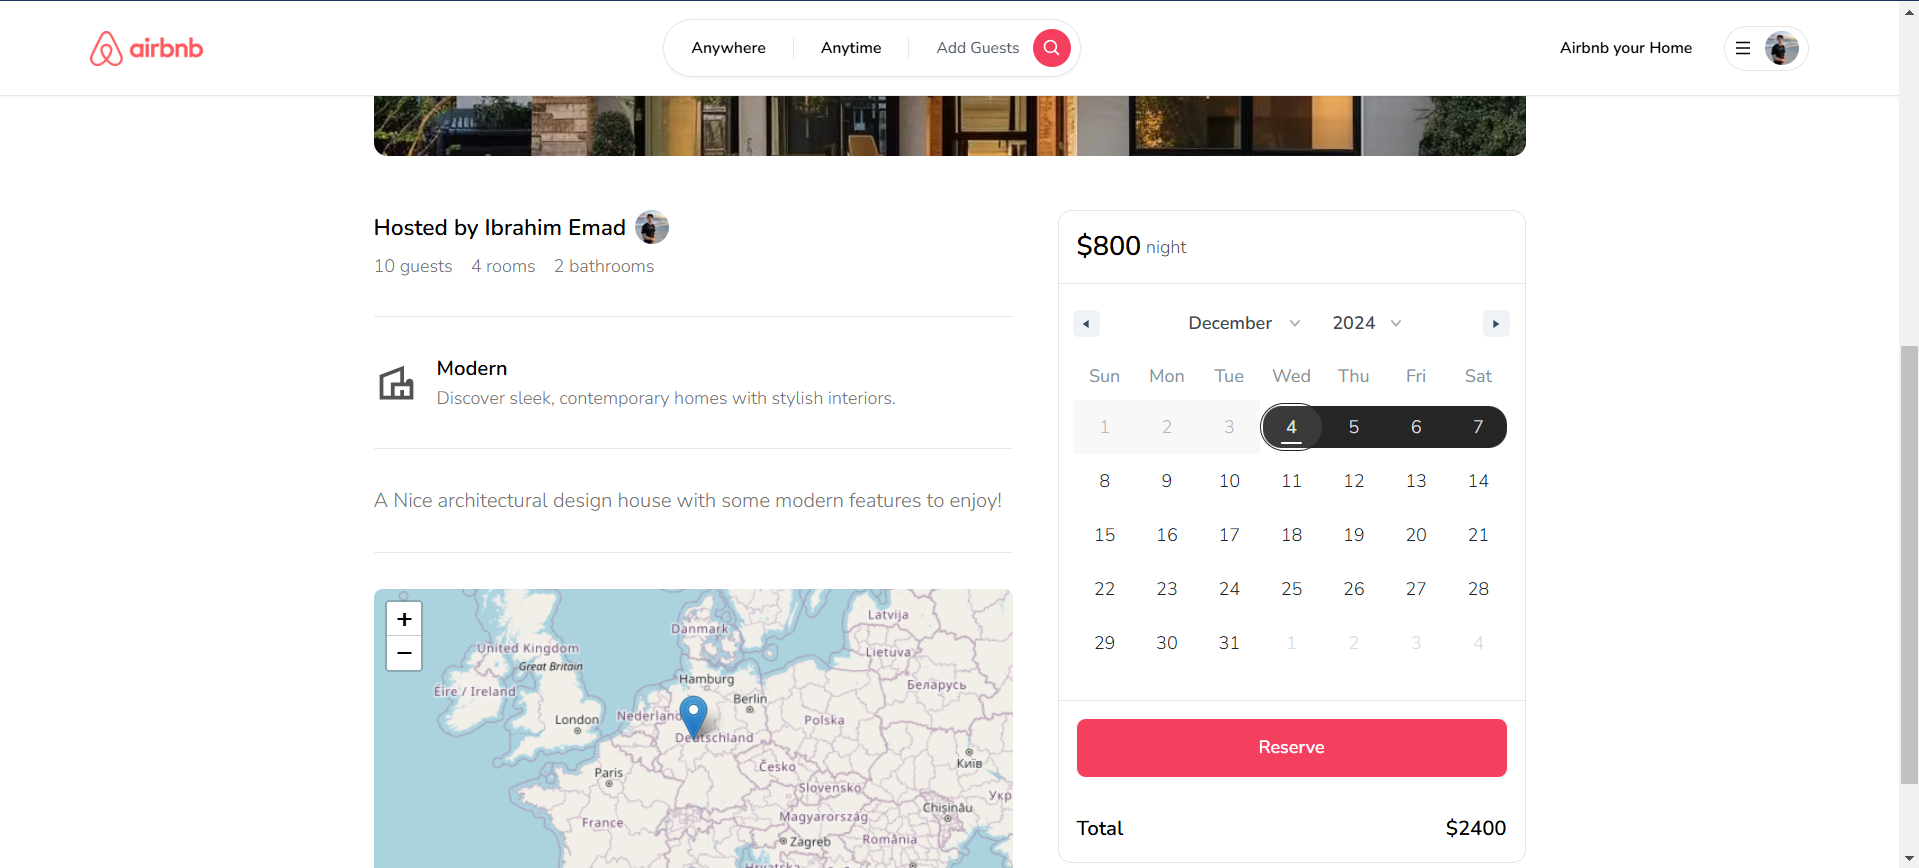 airbnb
Anywhere
Anytime
Add Guests
Airbnb your Home
Hosted by Ibrahim Emad
10 guests 4 rooms 2 bathrooms
Modern
Discover sleek, contemporary homes with stylish interiors.
A Nice architectural design house with some modern features to enjoy!
+
−
Latvija
Danmark
Lietuva
United Kingdom
Great Britain
Hamburg
Беларусь
Éire / Ireland
Berlin
London
Nederland
Polska
Deutschland
Česko
Київ
Paris
Slovensko
Укр
Chișinău
France
Magyarország
Zagreb
România
Hrvatska
$800 night
December 2024
Sun Mon Tue Wed Thu Fri Sat
1 2 3 4 5 6 7
8 9 10 11 12 13 14
15 16 17 18 19 20 21
22 23 24 25 26 27 28
29 30 31 1 2 3 4
Reserve
Total $2400